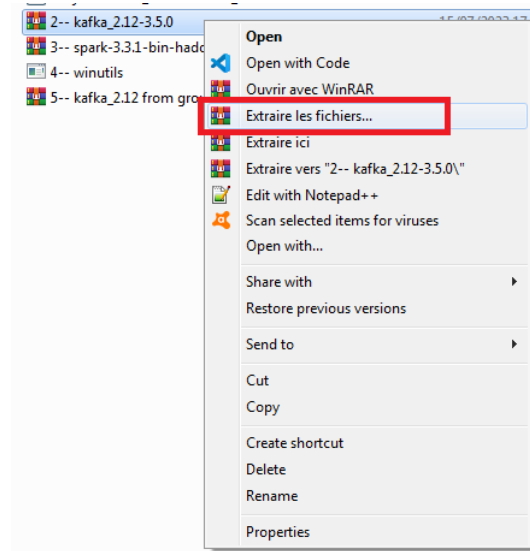 2-- kafka_2.12-3.5.0
3-- spark-3.3.1-bin-hado
4-- winutils
5-- kafka_2.12 from gro
Open
Open with Code
Ouvrir avec WinRAR
Extraire les fichiers...
Extraire ici
Extraire vers "2-- kafka_2.12-3.5.0\"
Edit with Notepad++
Scan selected items for viruses
Open with...
Share with
Restore previous versions
Send to
Cut
Copy
Create shortcut
Delete
Rename
Properties